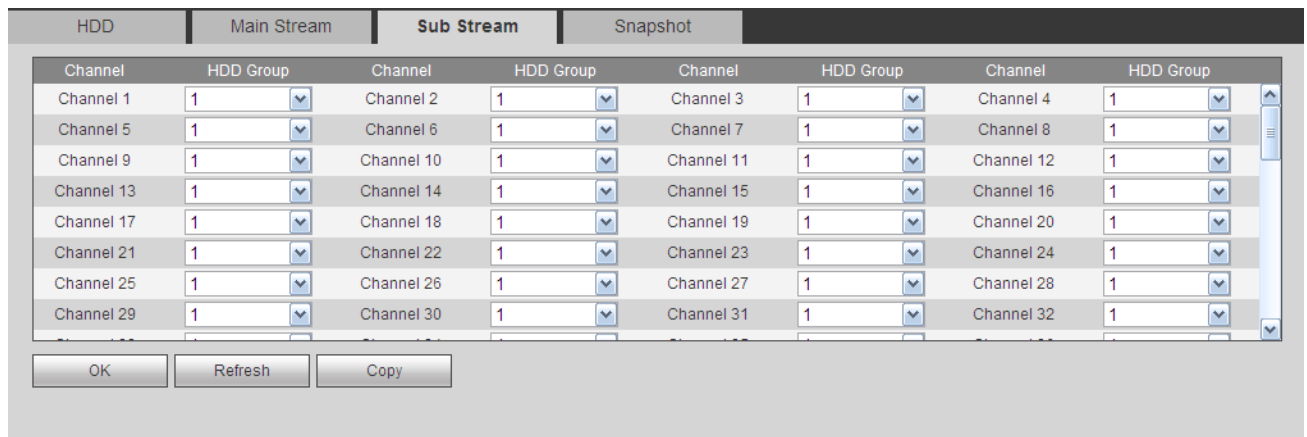 HDD Main Stream Sub Stream Snapshot
Channel HDD Group Channel HDD Group Channel HDD Group Channel HDD Group
Channel 1 1 Channel 2 1 Channel 3 1 Channel 4 1
Channel 5 1 Channel 6 1 Channel 7 1 Channel 8 1
Channel 9 1 Channel 10 1 Channel 11 1 Channel 12 1
Channel 13 1 Channel 14 1 Channel 15 1 Channel 16 1
Channel 17 1 Channel 18 1 Channel 19 1 Channel 20 1
Channel 21 1 Channel 22 1 Channel 23 1 Channel 24 1
Channel 25 1 Channel 26 1 Channel 27 1 Channel 28 1
Channel 29 1 Channel 30 1 Channel 31 1 Channel 32 1
OK Refresh Copy